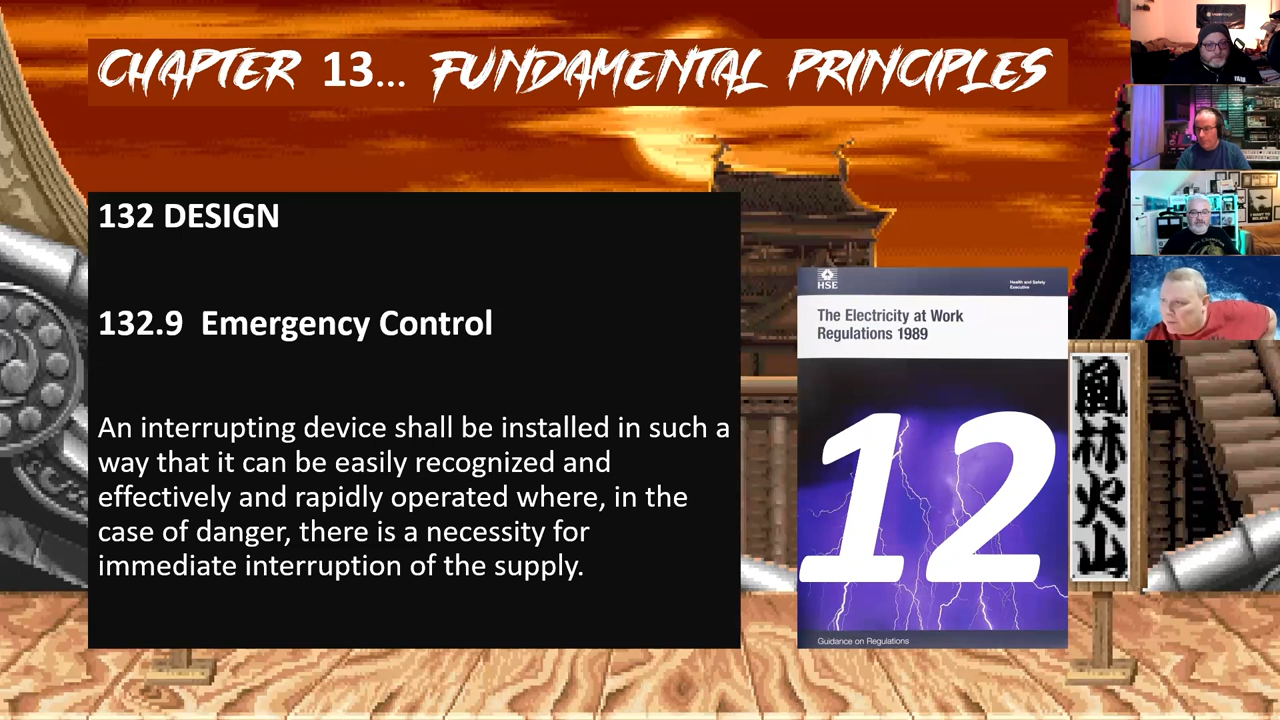 CHAPTER 13... FUNDAMENTAL PRINCIPLES
132 DESIGN
132.9 Emergency Control
An interrupting device shall be installed in such a
way that it can be easily recognized and
effectively and rapidly operated where, in the
case of danger, there is a necessity for
immediate interruption of the supply.
HSE
Health and Safety
Executive
The Electricity at Work
Regulations 1989
12
Guidance on Regulations
風林火山
I WANT TO
BELIEVE